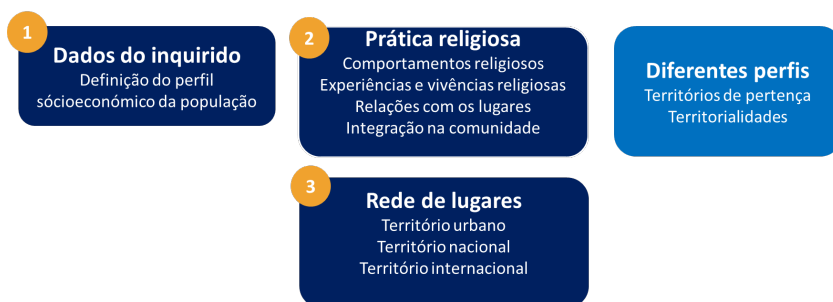 1
Dados do inquirido
Definição do perfil
sócioeconómico da população
2
Prática religiosa
Comportamentos religiosos
Experiências e vivências religiosas
Relações com os lugares
Integração na comunidade
Diferentes perfis
Territórios de pertença
Territorialidades
3
Rede de lugares
Território urbano
Território nacional
Território internacional